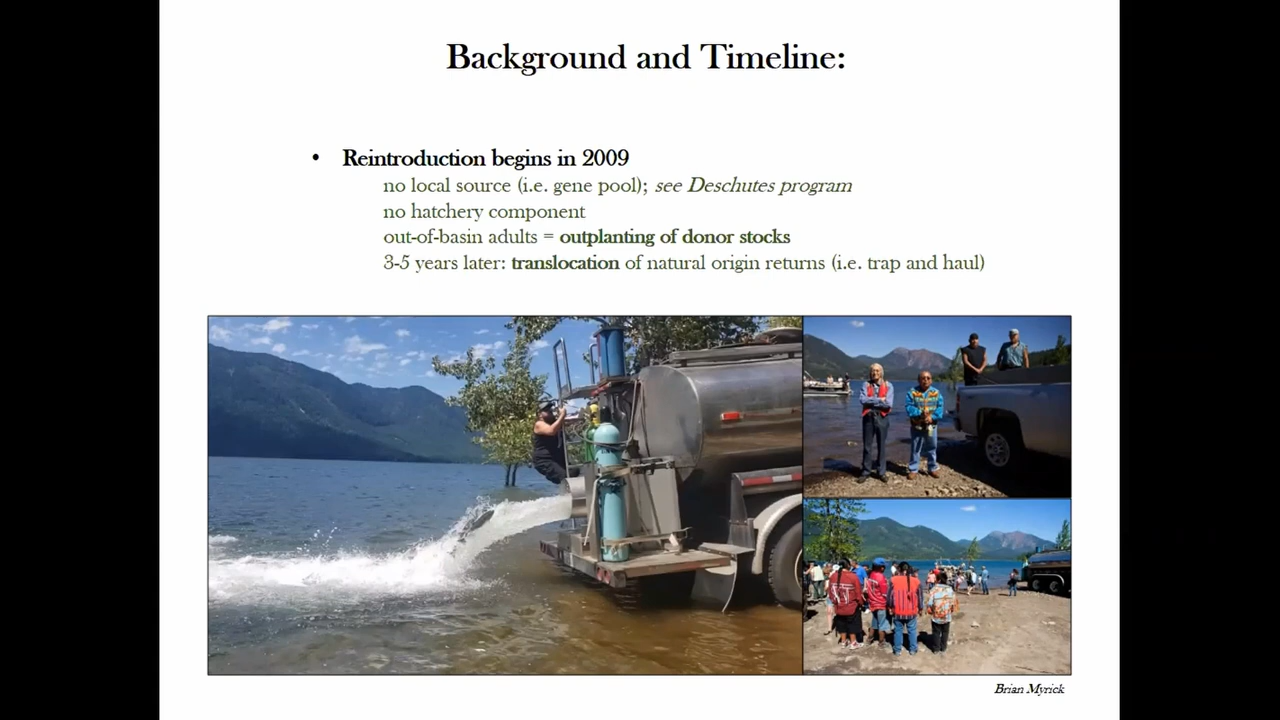 Background and Timeline:
• Reintroduction begins in 2009
no local source (i.e. gene pool); see Deschutes program
no hatchery component
out-of-basin adults = outplanting of donor stocks
3-5 years later: translocation of natural origin returns (i.e. trap and haul)
Brian Myrick